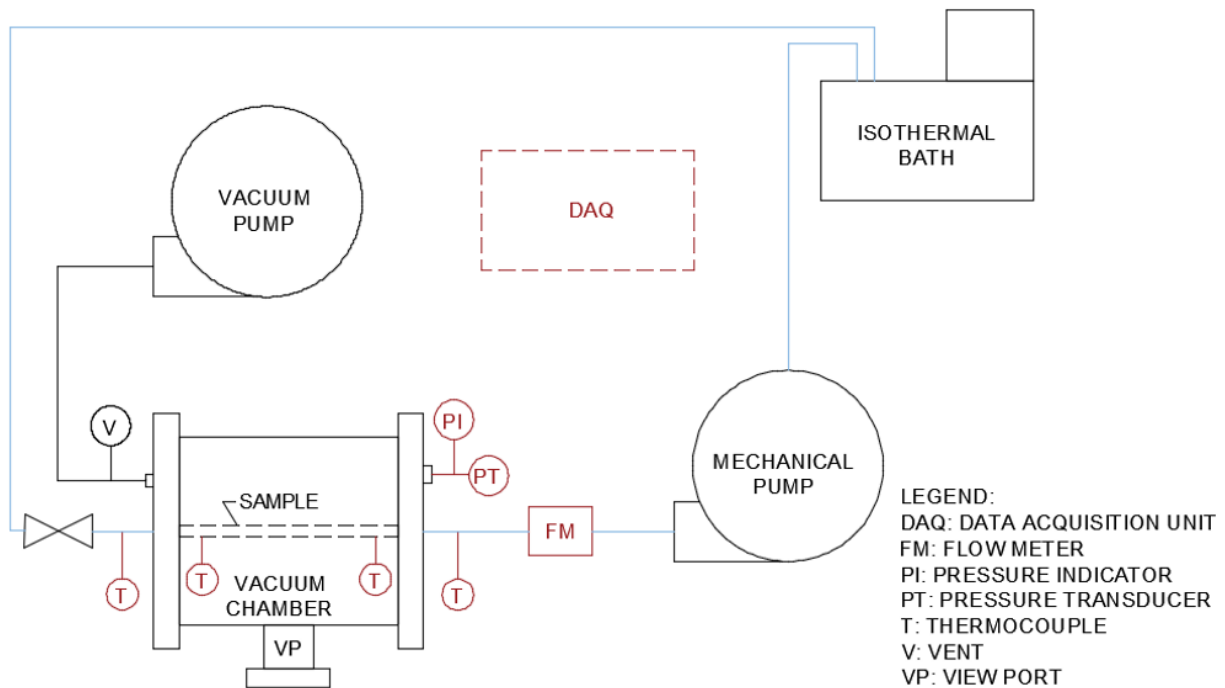 ISOTHERMAL
BATH
VACUUM
PUMP
DAQ
V
PI
PT
SAMPLE
MECHANICAL
PUMP
FM
T
T
T
T
VACUUM
CHAMBER
VP
LEGEND:
DAQ: DATA ACQUISITION UNIT
FM: FLOW METER
PI: PRESSURE INDICATOR
PT: PRESSURE TRANSDUCER
T: THERMOCOUPLE
V: VENT
VP: VIEW PORT